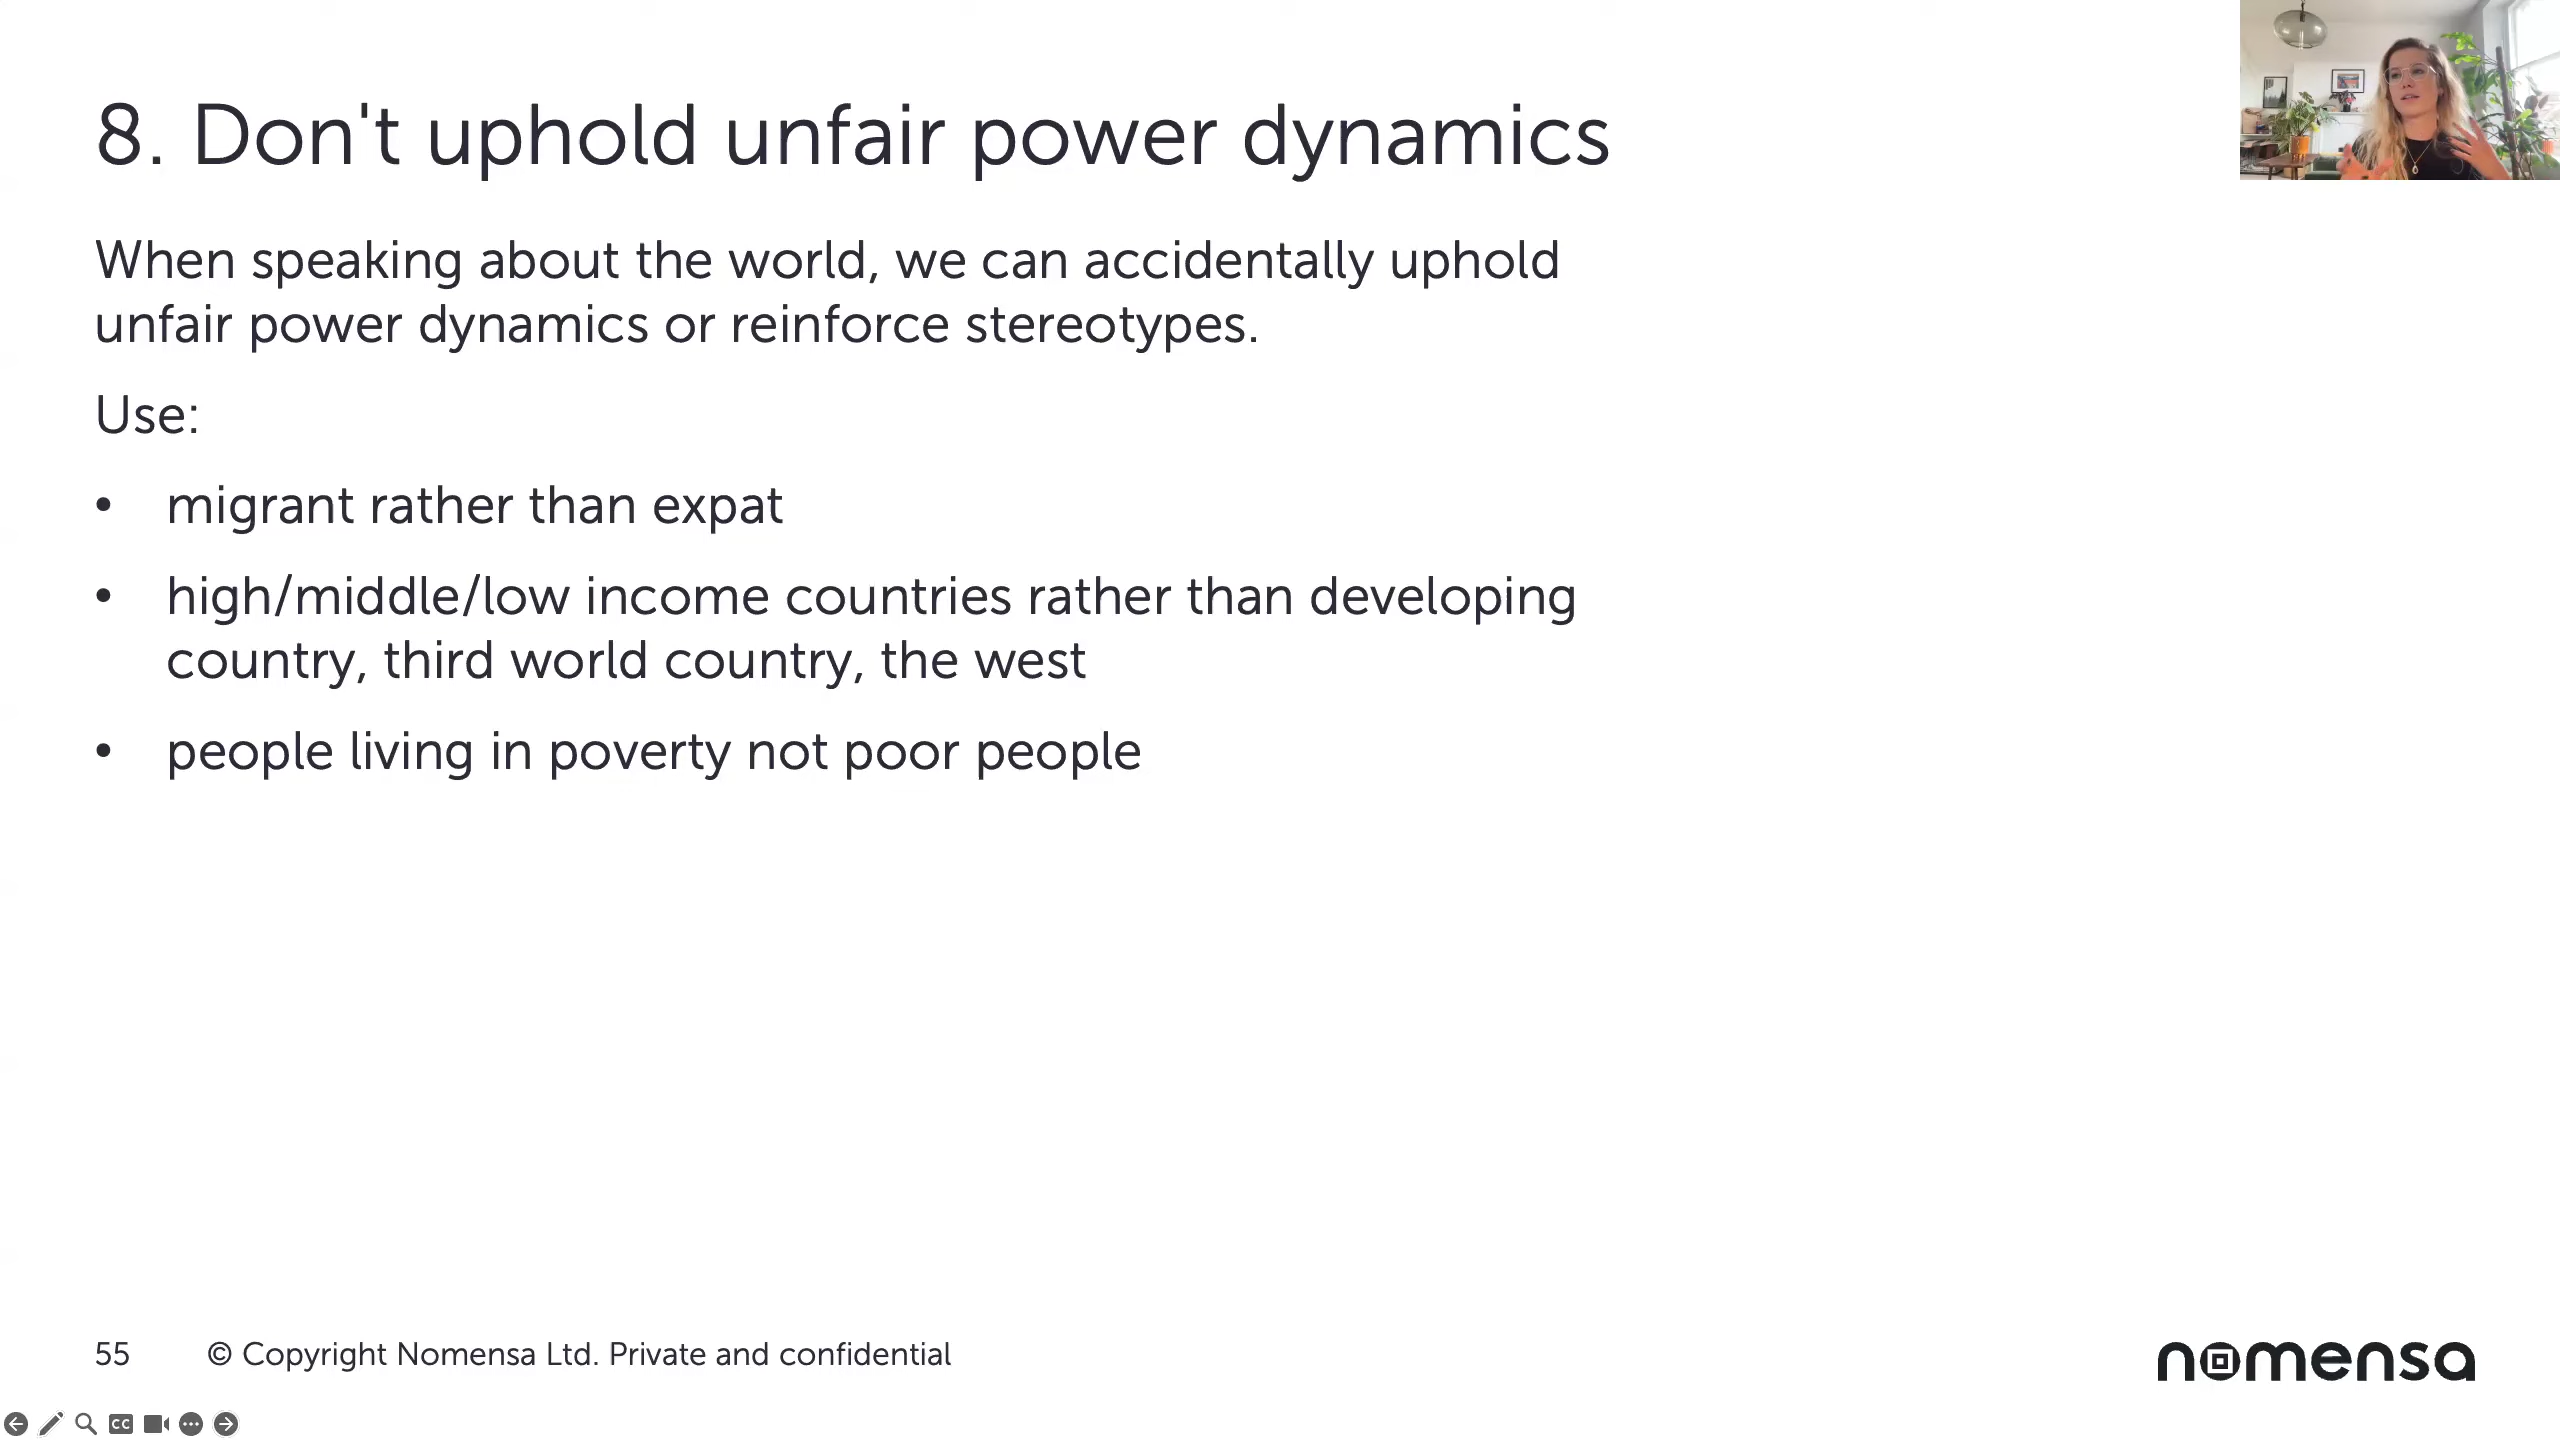 8. Don't uphold unfair power dynamics
When speaking about the world, we can accidentally uphold
unfair power dynamics or reinforce stereotypes.
Use:
• migrant rather than expat
• high/middle/low income countries rather than developing
country, third world country, the west
• people living in poverty not poor people
55 © Copyright Nomensa Ltd. Private and confidential
nomensa
CC